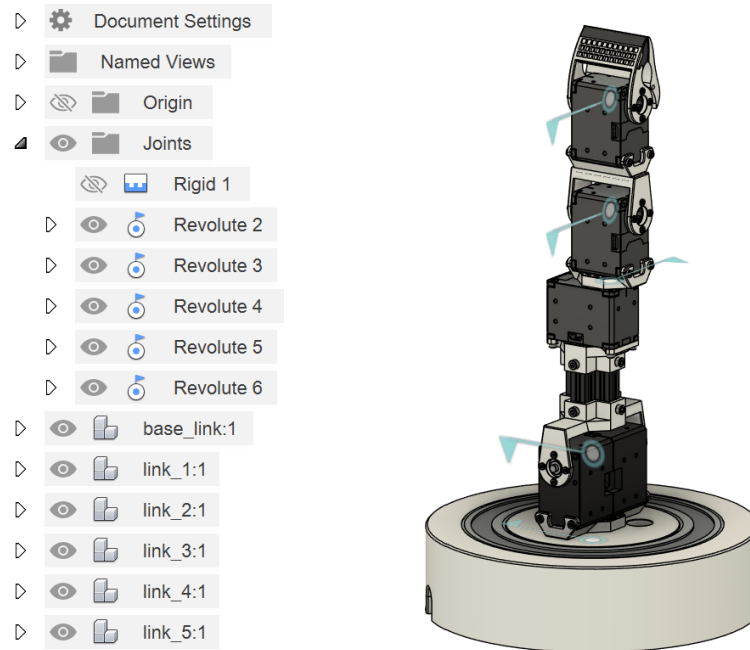 Document Settings
Named Views
Origin
Joints
Rigid 1
Revolute 2
Revolute 3
Revolute 4
Revolute 5
Revolute 6
base_link:1
link_1:1
link_2:1
link_3:1
link_4:1
link_5:1